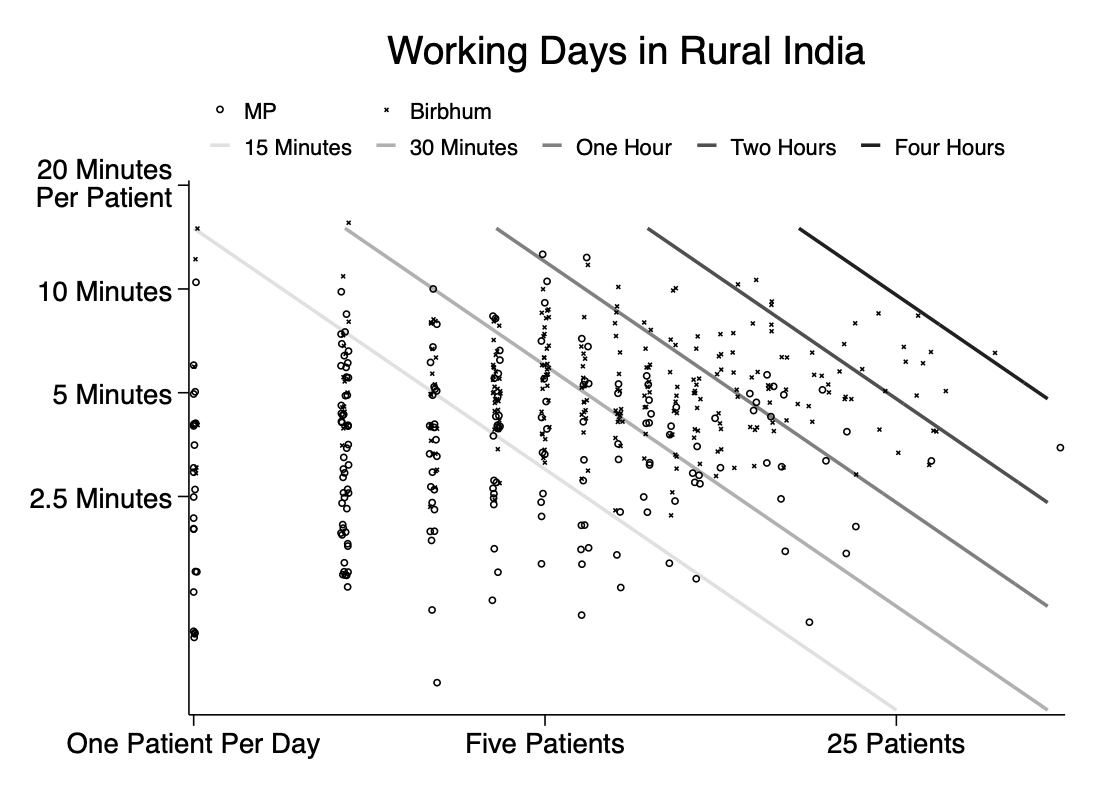 Working Days in Rural India
MP Birbhum
15 Minutes 30 Minutes One Hour Two Hours Four Hours
20 Minutes
Per Patient
10 Minutes
5 Minutes
2.5 Minutes
One Patient Per Day Five Patients 25 Patients